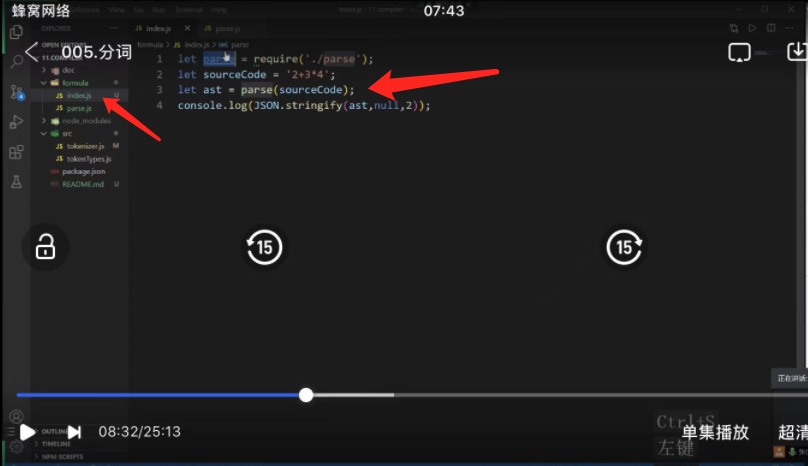 蜂窝网络
07:43
EXPLORER
index.js
parse.js
OPEN EDITORS
005.分词
formula > index.js > parse
11.COMPILER
doc
formula
index.js U
parse.js
node_modules
src
tokenizer.js M
tokenTypes.js
package.json
README.md U
1 let parse = require('./parse');
2 let sourceCode = '2+3*4';
3 let ast = parse(sourceCode);
4 console.log(JSON.stringify(ast,null,2));
15
15
正在讲话:
08:32/25:13
Ctrl+S
左键
单集播放
超清
OUTLINE
TIMELINE
NPM SCRIPTS